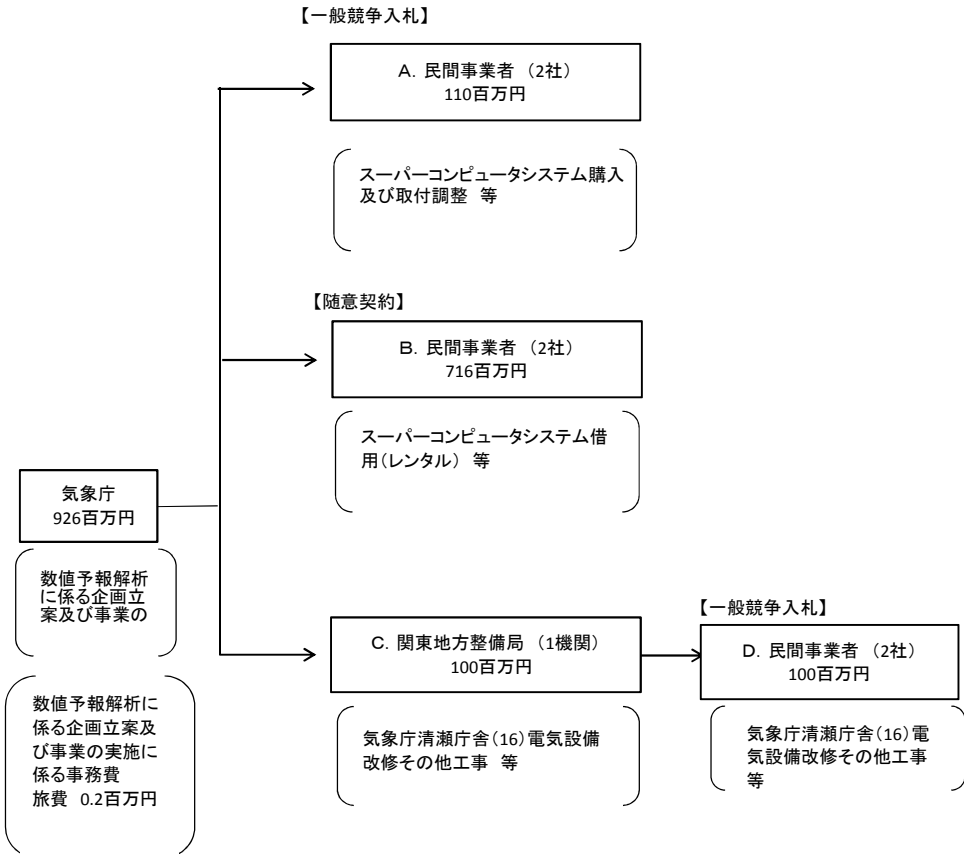 【一般競争入札】
A. 民間事業者 (2社)
110百万円
スーパーコンピュータシステム購入
及び取付調整 等
【随意契約】
B. 民間事業者 (2社)
716百万円
スーパーコンピュータシステム借
用(レンタル) 等
気象庁
926百万円
数値予報解析
に係る企画立
案及び事業の
数値予報解析に
係る企画立案及
び事業の実施に
係る事務費
旅費 0.2百万円
C. 関東地方整備局 (1機関)
100百万円
気象庁清瀬庁舎(16)電気設備
改修その他工事 等
【一般競争入札】
D. 民間事業者 (2社)
100百万円
気象庁清瀬庁舎(16)電
気設備改修その他工事
等